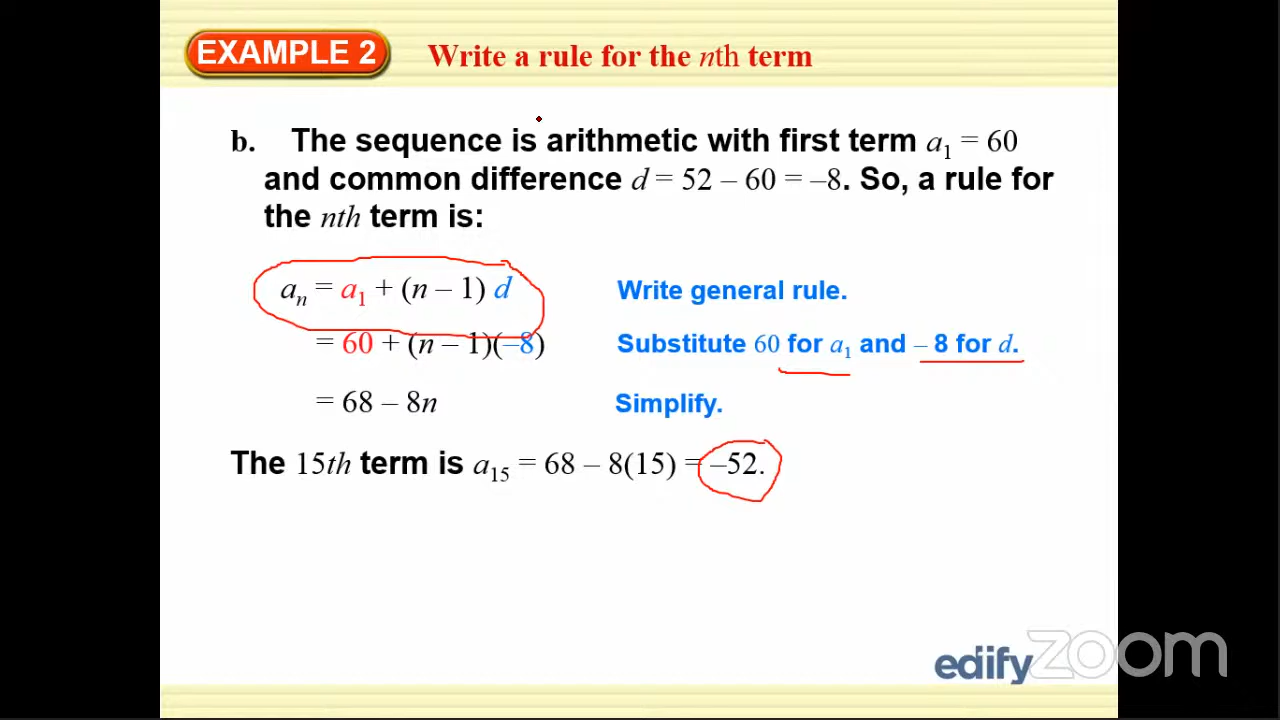 EXAMPLE 2 Write a rule for the nth term
b. The sequence is arithmetic with first term a₁ = 60
and common difference d = 52 – 60 = –8. So, a rule for
the nth term is:
aₙ = a₁ + (n – 1) d Write general rule.
= 60 + (n – 1)(–8) Substitute 60 for a₁ and – 8 for d.
= 68 – 8n Simplify.
The 15th term is a₁₅ = 68 – 8(15) = –52.
edify zoom